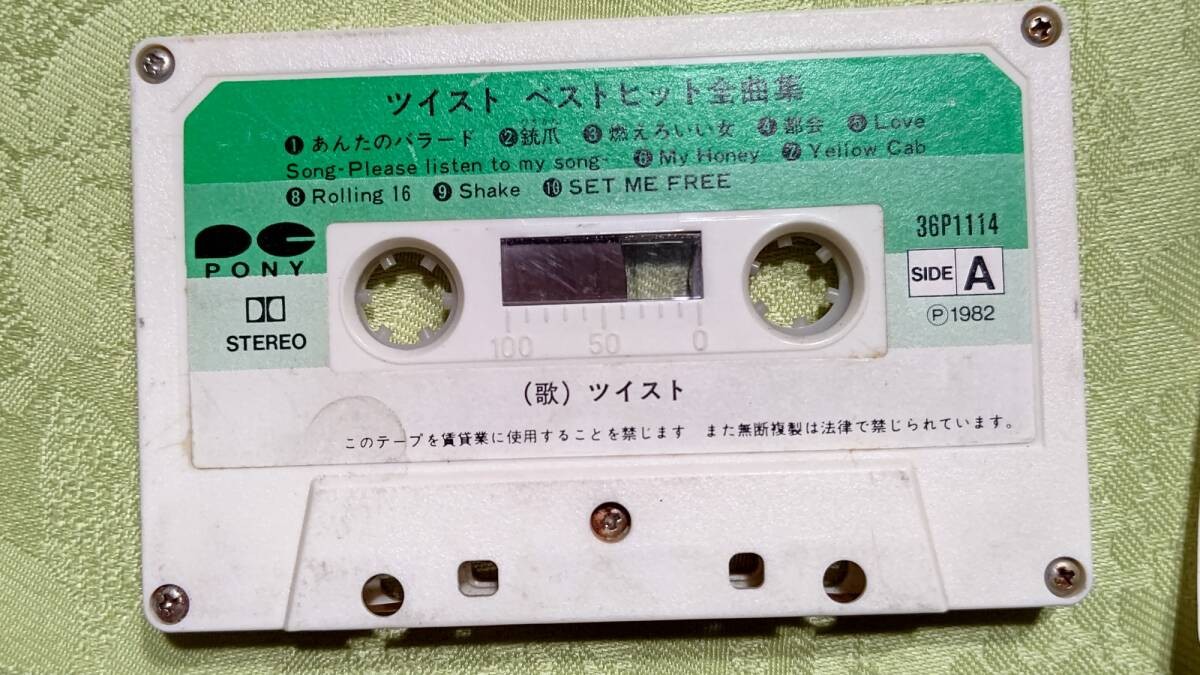 ツイスト ベストヒット全曲集
❶あんたのバラード ❷銃爪 ❸燃えろいい女 ❹都会 ❺Love
Song-Please listen to my song- ❻My Honey ❼Yellow Cab
❽Rolling 16 ❾Shake ❿SET ME FREE
PONY
STEREO
36P1114
SIDE A
Ⓟ1982
100 50 0
(歌) ツイスト
このテープを賃貸業に使用することを禁じます また無断複製は法律で禁じられています。